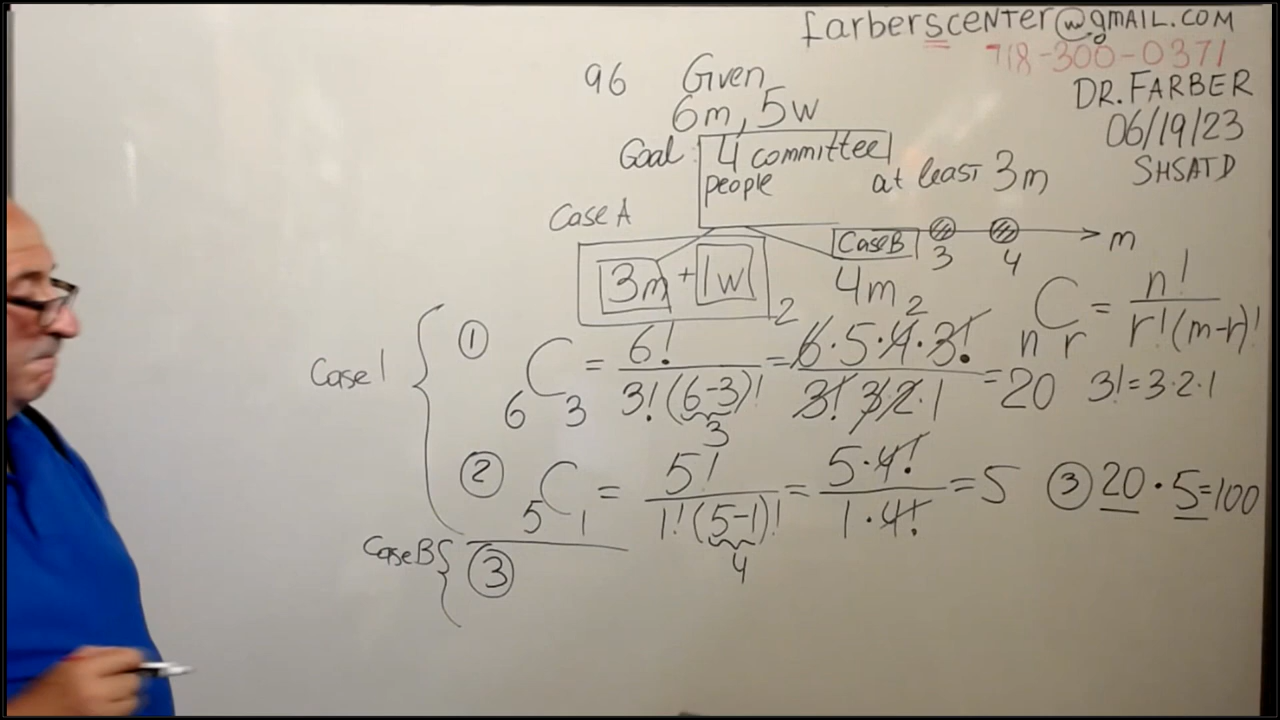 farberscenter@gmail.com
718-300-0371
DR. FARBER
06/19/23
SHSATD
96 Given
6m, 5w
Goal: 4 committee
people at least 3m
Case A
Case B 3 4 m
3m + 1w 4m
nCr = n!/r!(m-r)!
Case 1
① 6C3 = 6!/3!(6-3)! = 6·5·4·3!/3! 3·2·1 = 20 3! = 3·2·1
3
2 2
② 5C1 = 5!/1!(5-1)! = 5·4!/1·4! = 5 ③ 20·5=100
4
Case B
③